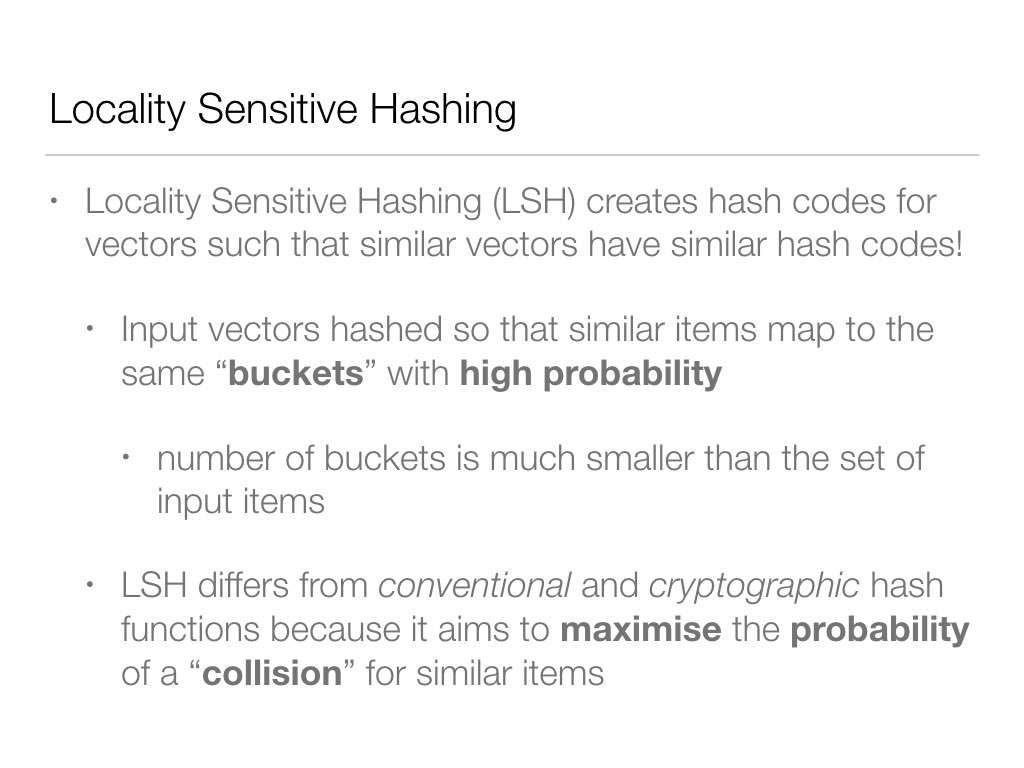 Locality Sensitive Hashing
• Locality Sensitive Hashing (LSH) creates hash codes for
vectors such that similar vectors have similar hash codes!
• Input vectors hashed so that similar items map to the
same “buckets” with high probability
• number of buckets is much smaller than the set of
input items
• LSH differs from conventional and cryptographic hash
functions because it aims to maximise the probability
of a “collision” for similar items